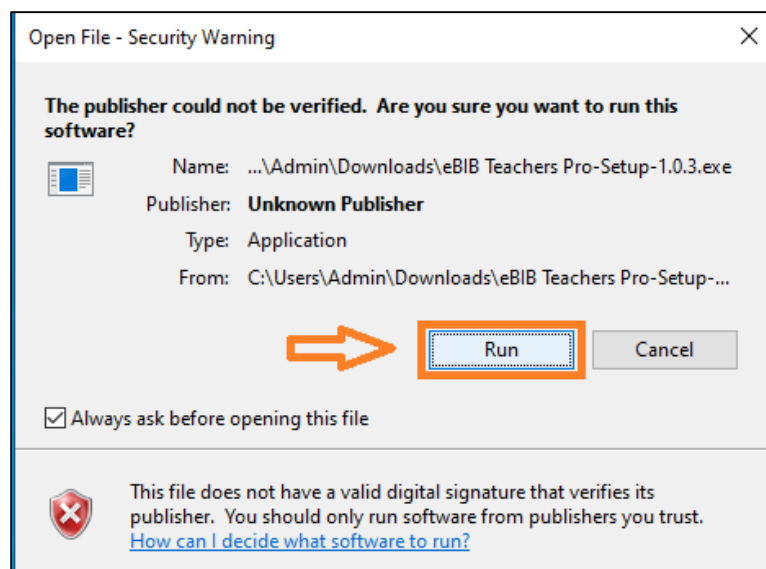 Open File - Security Warning
The publisher could not be verified. Are you sure you want to run this
software?
Name: ...\Admin\Downloads\eBIB Teachers Pro-Setup-1.0.3.exe
Publisher: Unknown Publisher
Type: Application
From: C:\Users\Admin\Downloads\eBIB Teachers Pro-Setup-...
Run Cancel
Always ask before opening this file
This file does not have a valid digital signature that verifies its
publisher. You should only run software from publishers you trust.
How can I decide what software to run?